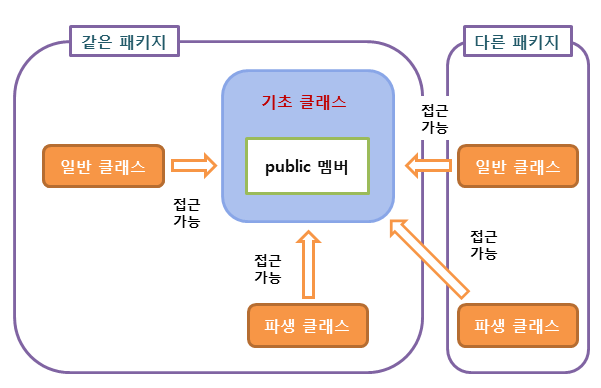 같은 패키지
다른 패키지
기초 클래스
접근
가능
일반 클래스
public 멤버
일반 클래스
접근
가능
접근
가능
접근
가능
파생 클래스
파생 클래스